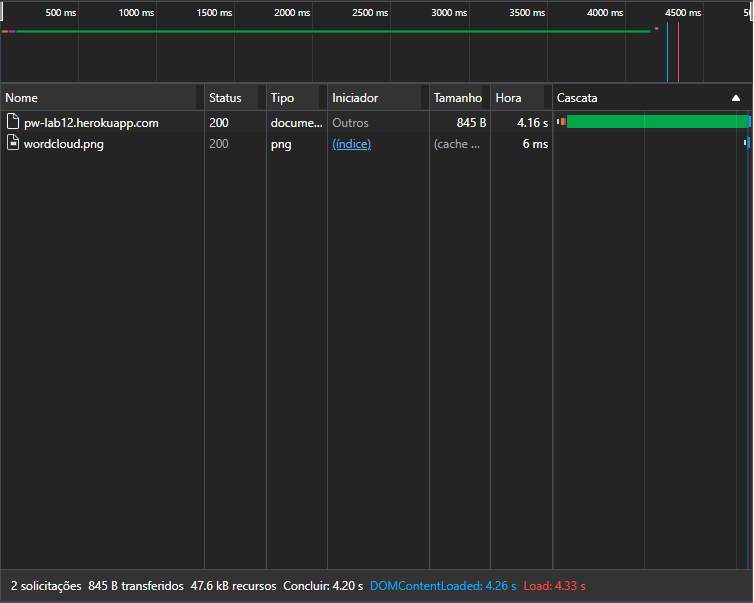 500 ms 1000 ms 1500 ms 2000 ms 2500 ms 3000 ms 3500 ms 4000 ms 4500 ms
Nome Status Tipo Iniciador Tamanho Hora Cascata
pw-lab12.herokuapp.com 200 docume... Outros 845 B 4.16 s
wordcloud.png 200 png (índice) (cache ... 6 ms
2 solicitações 845 B transferidos 47.6 kB recursos Concluir: 4.20 s DOMContentLoaded: 4.26 s Load: 4.33 s